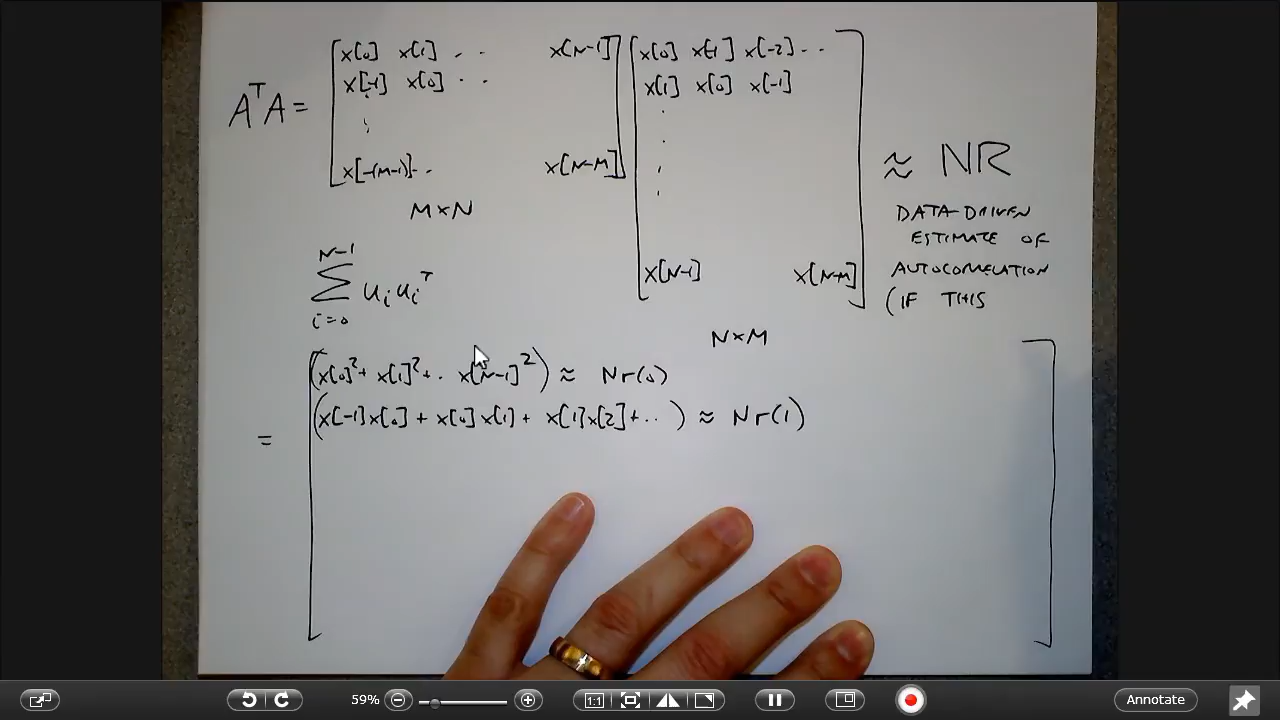 AᵀA = [x[0] x[1] .. x[N-1]] [x[0] x[-1] x[-2] ..]
x[-1] x[0] .. x[1] x[0] x[-1]
x[-(M-1)].. x[N-M]
≈ NR
M×N
DATA-DRIVEN
ESTIMATE OF
AUTOCORRELATION
(IF THIS
N-1
Σ uᵢuᵢᵀ
i=0
x[N-1] x[N-M]
N×M
(x[0]²+ x[1]²+ .. x[N-1]²) ≈ Nr(0)
= (x[-1]x[0] + x[0]x[1] + x[1]x[2]+..) ≈ Nr(1)
59%
1:1
Annotate